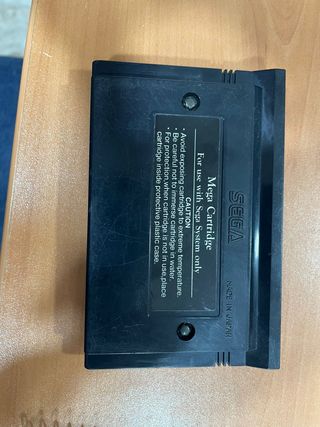 SEGA
MADE IN JAPAN
Mega Cartridge
For use with Sega System only
CAUTION
• Avoid exposing cartridge to extreme temperature.
• Be careful not to immerse cartridge in water.
• For protection,when cartridge is not in use,place
cartridge inside protective plastic case.